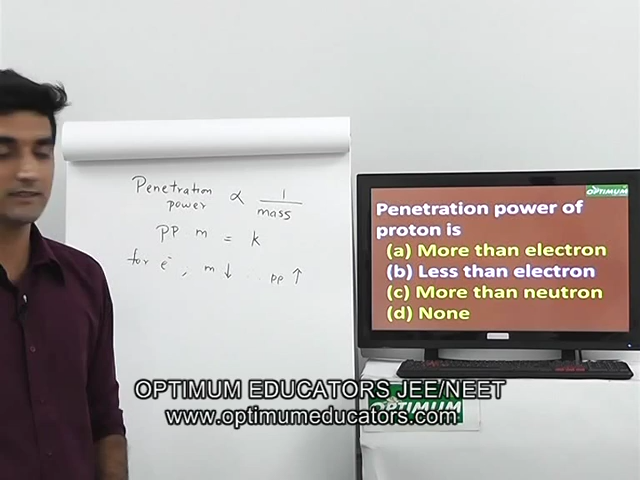 Penetration power ∝ 1/mass
PP m = k
for e⁻, m ↓ ∴ pp ↑
OPTIMUM
Penetration power of
proton is
(a) More than electron
(b) Less than electron
(c) More than neutron
(d) None
OPTIMUM
OPTIMUM EDUCATORS JEE/NEET
www.optimumeducators.com